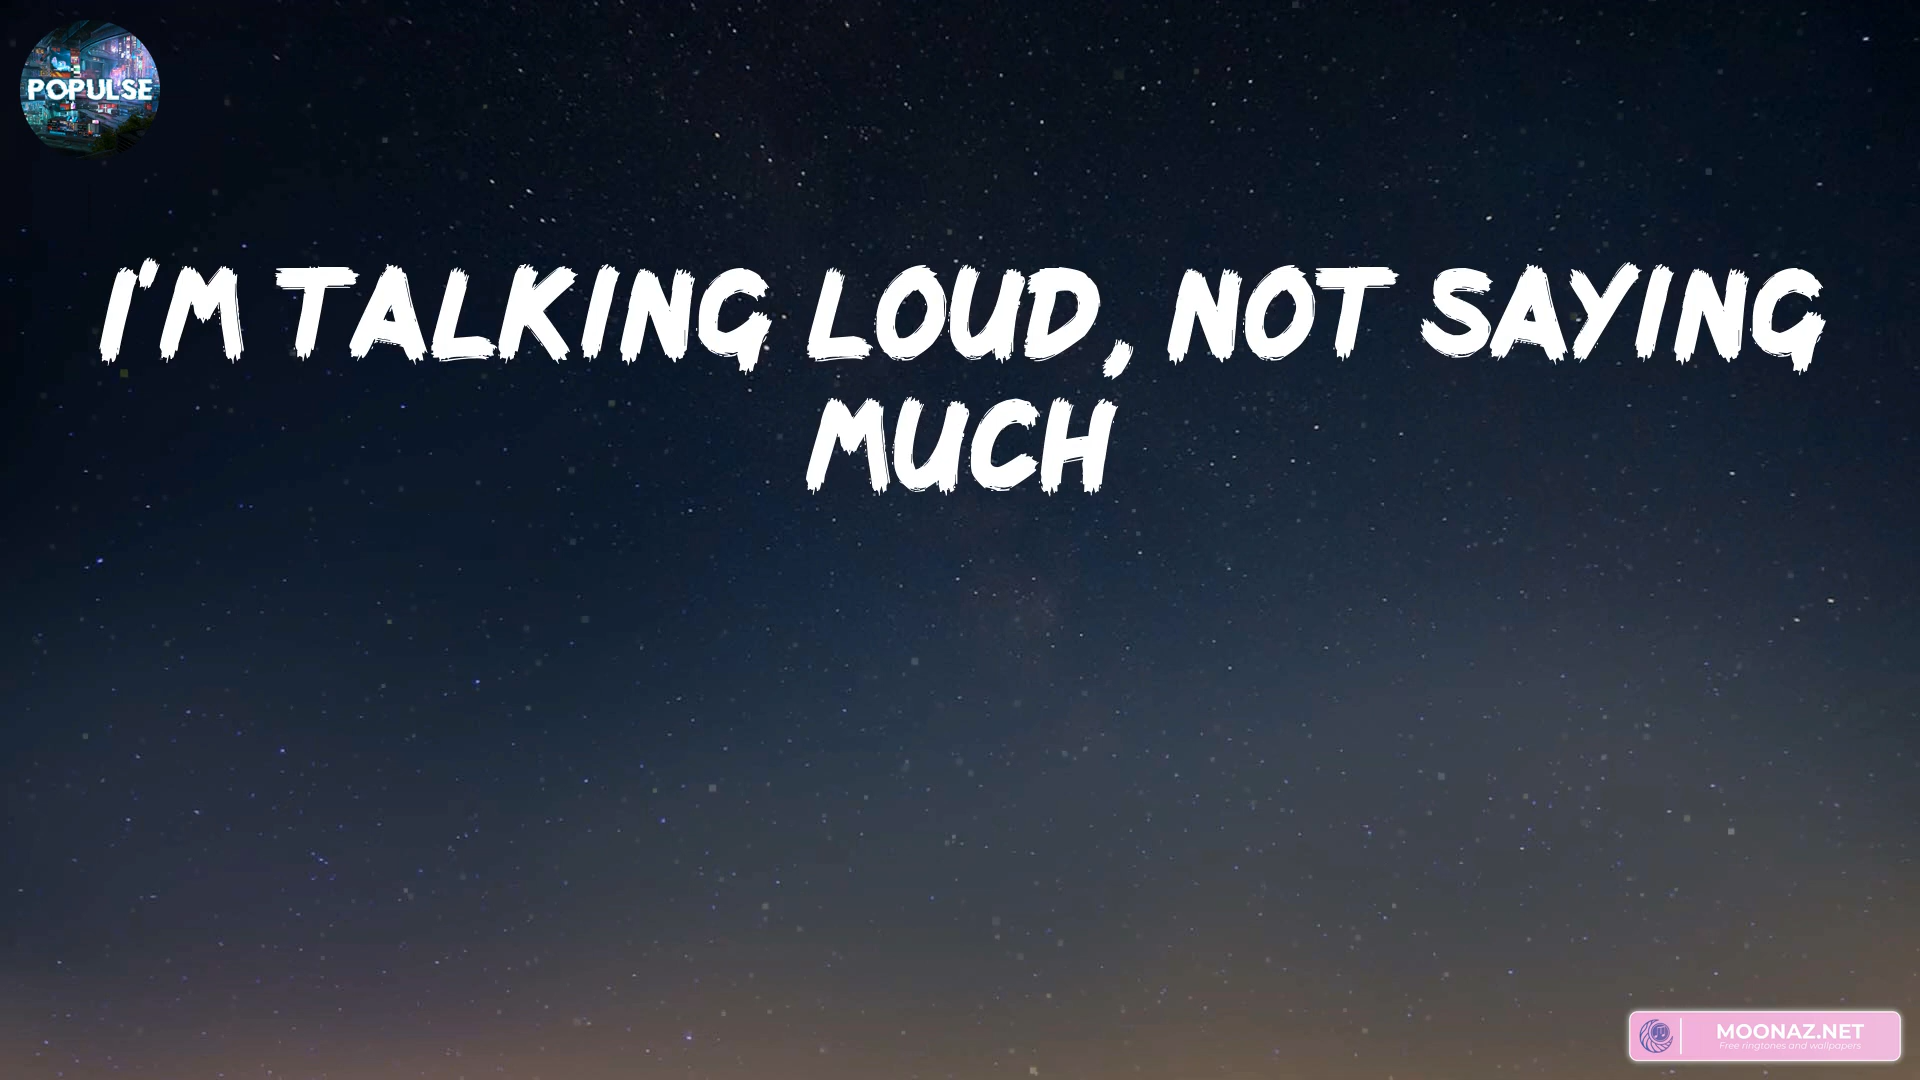 POPULSE
I'M TALKING LOUD, NOT SAYING
MUCH
MOONAZ.NET
Free ringtones and wallpapers